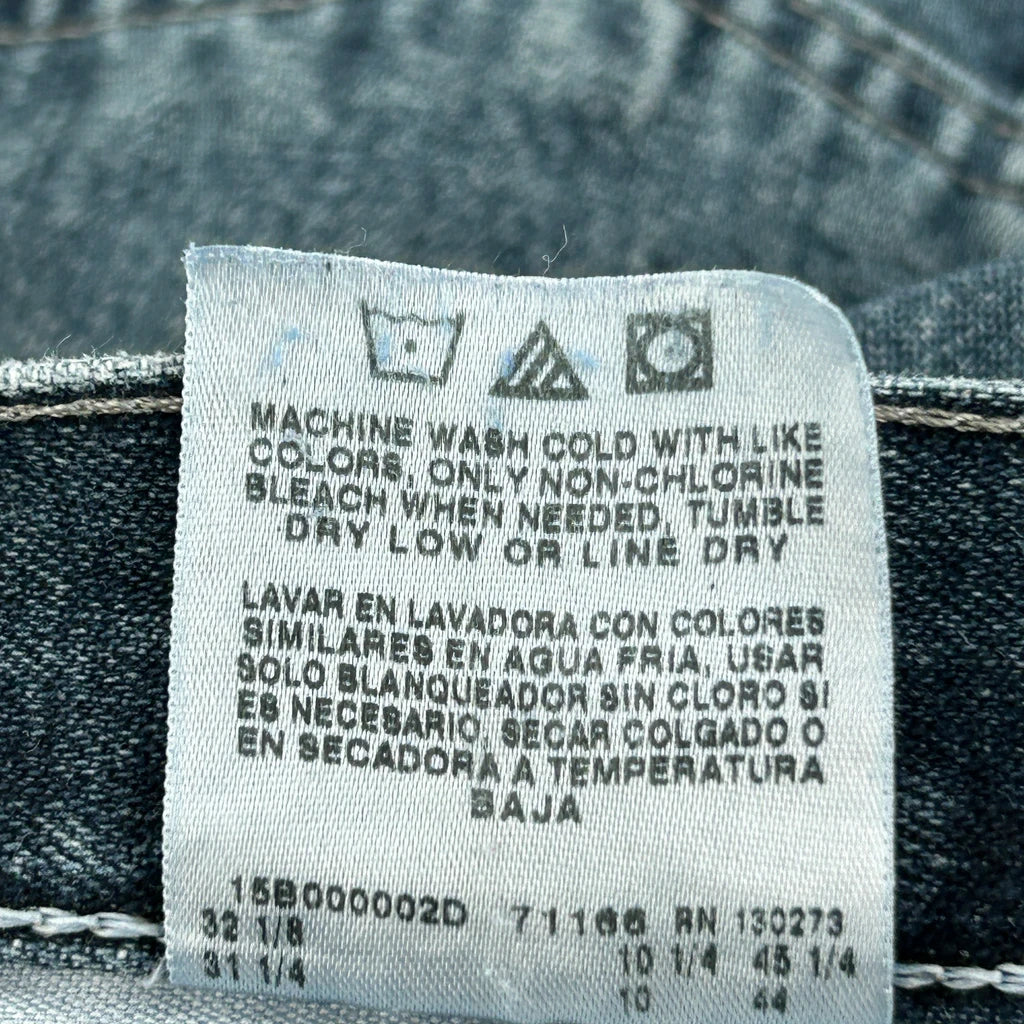 MACHINE WASH COLD WITH LIKE
COLORS, ONLY NON-CHLORINE
BLEACH WHEN NEEDED, TUMBLE
DRY LOW OR LINE DRY
LAVAR EN LAVADORA CON COLORES
SIMILARES EN AGUA FRIA, USAR
SOLO BLANQUEADOR SIN CLORO SI
ES NECESARIO, SECAR COLGADO O
EN SECADORA A TEMPERATURA
BAJA
15B000002D 71166 RN 130273
32 1/8 10 1/4 45 1/4
31 1/4 10 44